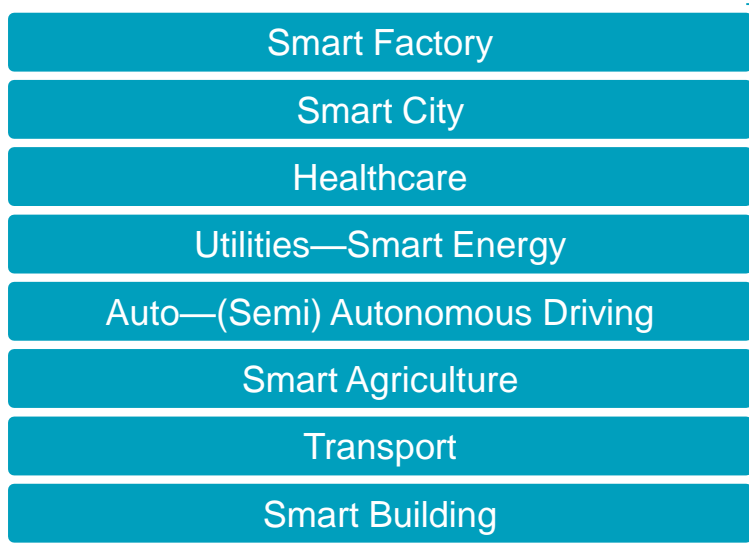 Smart Factory
Smart City
Healthcare
Utilities—Smart Energy
Auto—(Semi) Autonomous Driving
Smart Agriculture
Transport
Smart Building